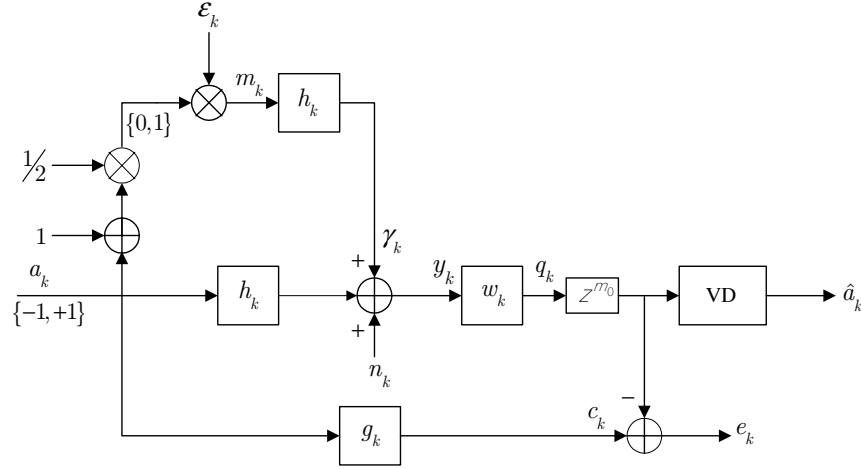 ε_k
m_k
h_k
{0,1}
1/2
1
γ_k
a_k
{-1,+1}
h_k
+
+
n_k
y_k
w_k
q_k
z^{m_0}
VD
â_k
−
g_k
c_k
e_k